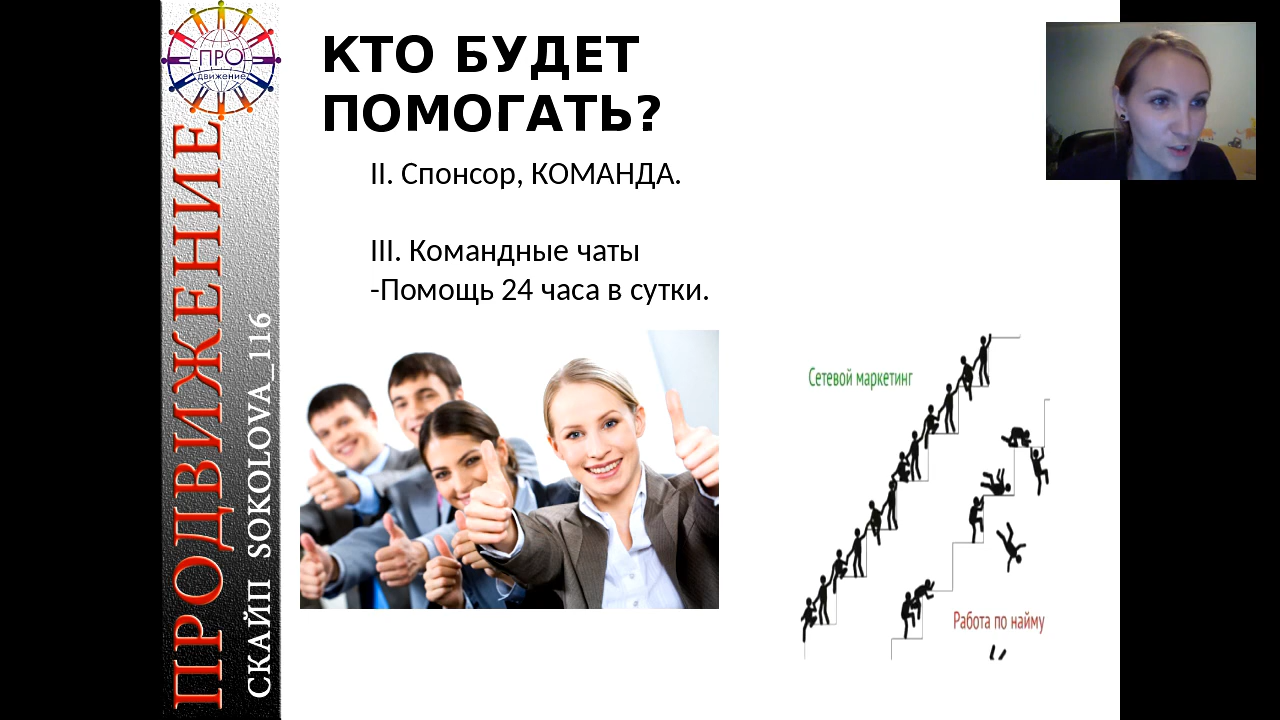 ПРО
движение
ПРОДВИЖЕНИЕ
СКАЙП SOKOLOVA_116
КТО БУДЕТ
ПОМОГАТЬ?
II. Спонсор, КОМАНДА.
III. Командные чаты
-Помощь 24 часа в сутки.
Сетевой маркетинг
Работа по найму